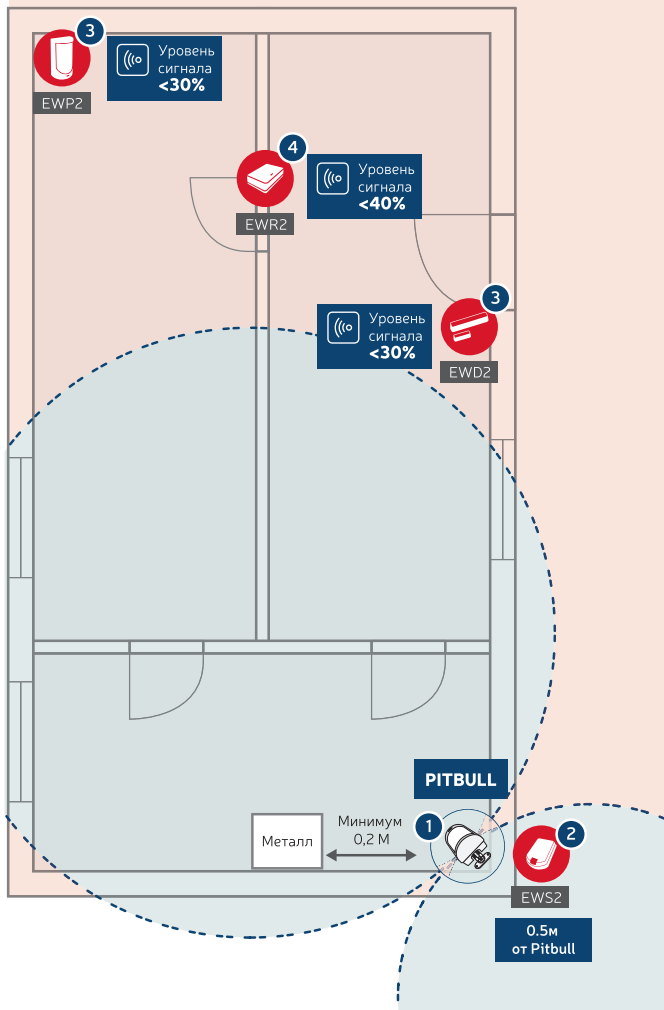 3
Уровень
сигнала
<30%
EWP2
4
Уровень
сигнала
<40%
EWR2
3
Уровень
сигнала
<30%
EWD2
PITBULL
Металл
Минимум
0,2 М
1
2
EWS2
0.5м
от Pitbull